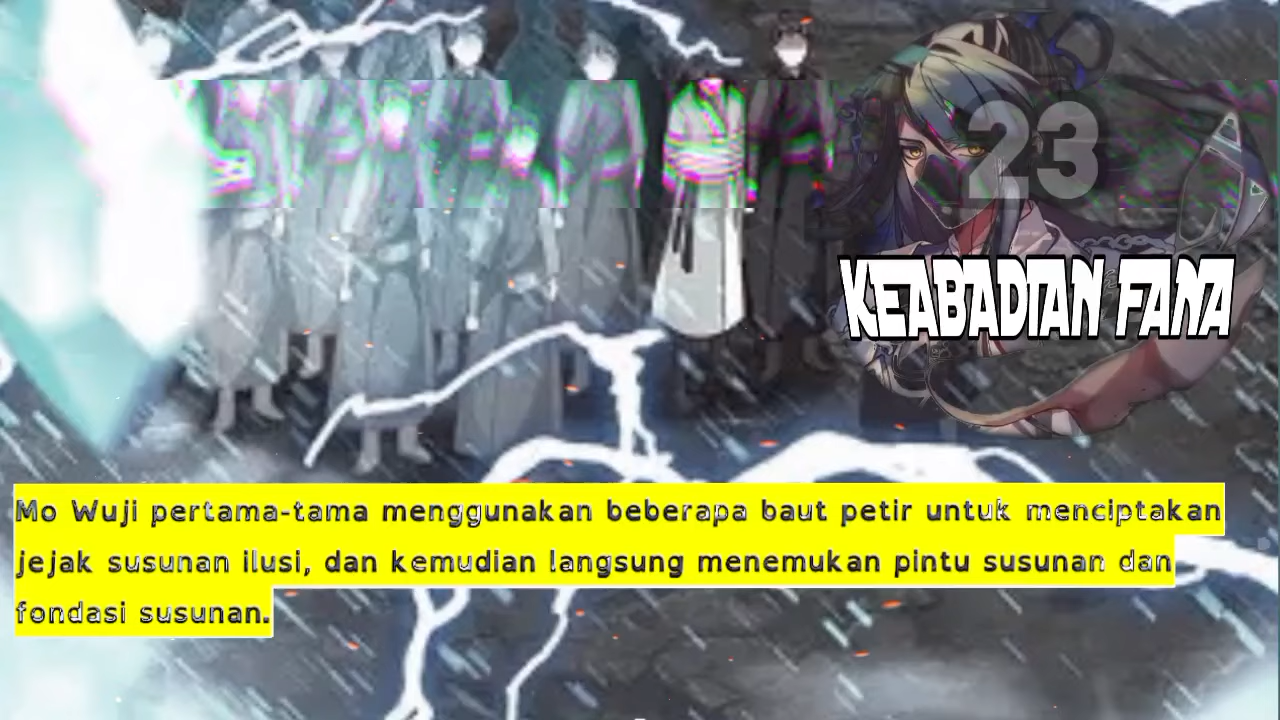 23
KEABADIAN FANA
Mo Wuji pertama-tama menggunakan beberapa baut petir untuk menciptakan
jejak susunan ilusi, dan kemudian langsung menemukan pintu susunan dan
fondasi susunan.